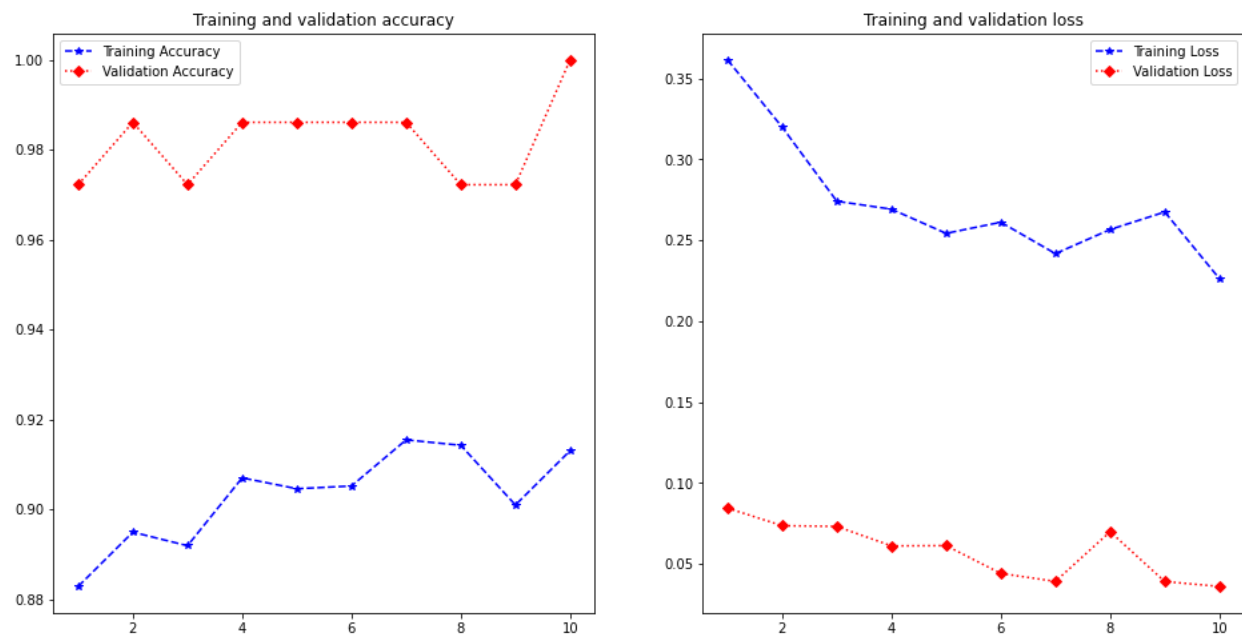 Training and validation accuracy
Training Accuracy
Validation Accuracy
1.00
0.98
0.96
0.94
0.92
0.90
0.88
2 4 6 8 10
Training and validation loss
Training Loss
Validation Loss
0.35
0.30
0.25
0.20
0.15
0.10
0.05
2 4 6 8 10